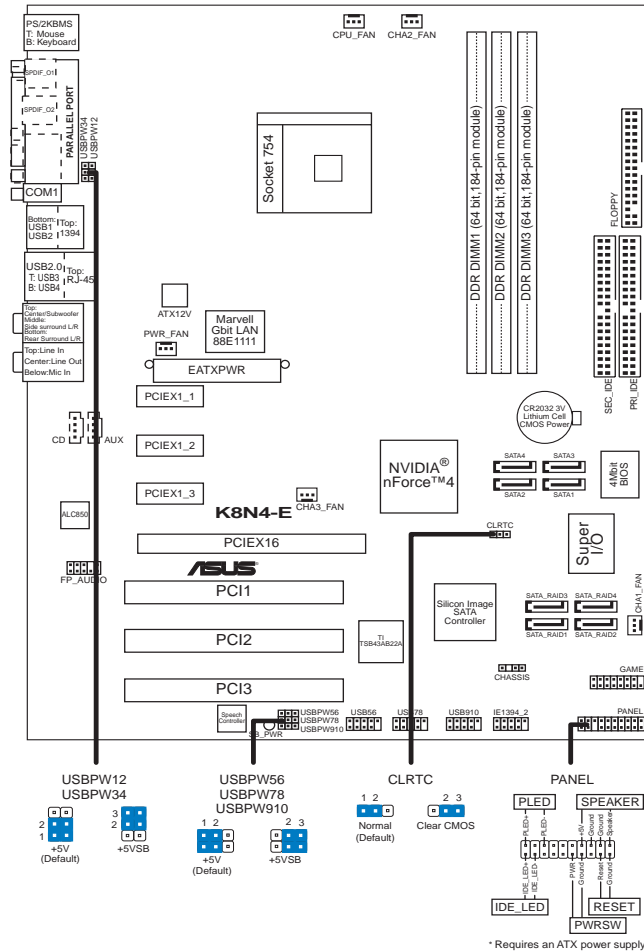 PS/2KBMS
T: Mouse
B: Keyboard
CPU_FAN
CHA2_FAN
SPDIF_O1
SPDIF_O2
PARALLEL PORT
USBPW34
USBPW12
Socket 754
DDR DIMM1 (64 bit,184-pin module)
DDR DIMM2 (64 bit,184-pin module)
DDR DIMM3 (64 bit,184-pin module)
FLOPPY
COM1
Bottom:
USB1
USB2
Top:
1394
USB2.0
T: USB3
B: USB4
Top:
RJ-45
ATX12V
Top:
Center/Subwoofer
Middle:
Side surround L/R
Bottom:
Rear Surround L/R
Marvell
Gbit LAN
88E1111
PWR_FAN
Top:Line In
Center:Line Out
Below:Mic In
EATXPWR
SEC_IDE
PRI_IDE
PCIEX1_1
CR2032 3V
Lithium Cell
CMOS Power
CD
AUX
PCIEX1_2
NVIDIA®
nForce™4
SATA4
SATA3
4Mbit
BIOS
SATA2
SATA1
PCIEX1_3
CHA3_FAN
ALC850
K8N4-E
CLRTC
Super
I/O
PCIEX16
FP_AUDIO
ASUS
PCI1
Silicon Image
SATA
Controller
SATA_RAID3
SATA_RAID4
CHA1_FAN
SATA_RAID1
SATA_RAID2
PCI2
TI
TSB43AB22A
CHASSIS
GAME
PCI3
Speech
Controller
SB_PWR
USBPW56
USBPW78
USBPW910
USB56
USB78
USB910
IE1394_2
PANEL
USBPW12
USBPW34
2
1
+5V
(Default)
3
2
+5VSB
USBPW56
USBPW78
USBPW910
1 2
+5V
(Default)
2 3
+5VSB
CLRTC
1 2
Normal
(Default)
2 3
Clear CMOS
PANEL
PLED
SPEAKER
PLED+
PLED-
+5V
Ground
Ground
Speaker
IDE_LED+
IDE_LED-
PWR
Ground
Reset
Ground
IDE_LED
RESET
PWRSW
* Requires an ATX power supply